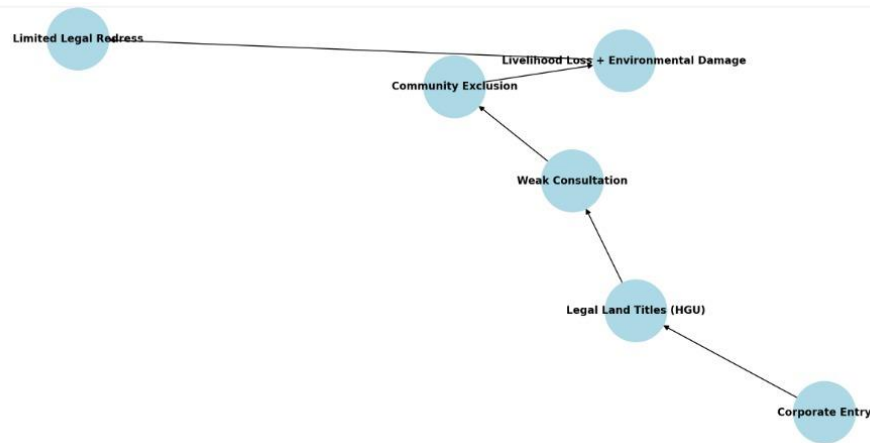 Limited Legal Redress
Livelihood Loss + Environmental Damage
Community Exclusion
Weak Consultation
Legal Land Titles (HGU)
Corporate Entry